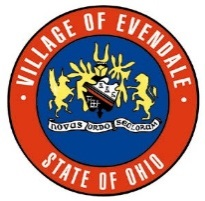 VILLAGE OF EVENDALE
NOVUS ORDO SECLORUM
STATE OF OHIO